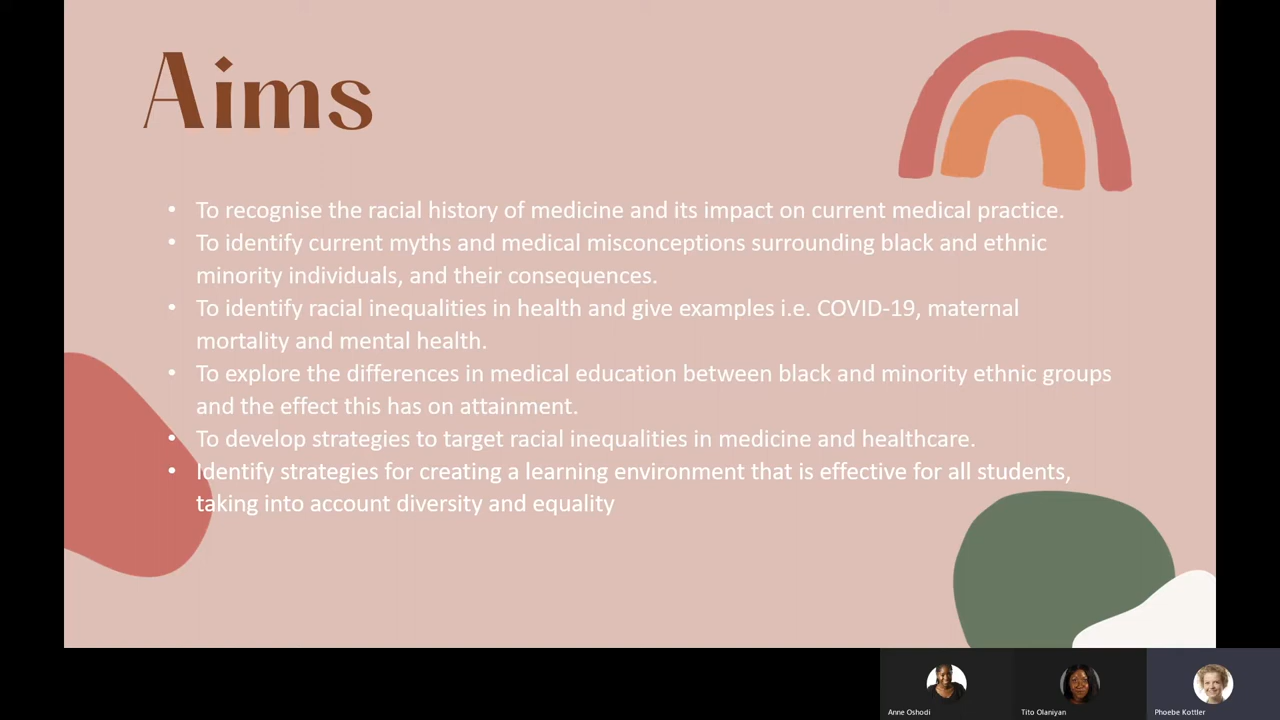 Aims
• To recognise the racial history of medicine and its impact on current medical practice.
• To identify current myths and medical misconceptions surrounding black and ethnic
minority individuals, and their consequences.
• To identify racial inequalities in health and give examples i.e. COVID-19, maternal
mortality and mental health.
• To explore the differences in medical education between black and minority ethnic groups
and the effect this has on attainment.
• To develop strategies to target racial inequalities in medicine and healthcare.
• Identify strategies for creating a learning environment that is effective for all students,
taking into account diversity and equality
Anne Oshodi
Tito Olaniyan
Phoebe Kottler